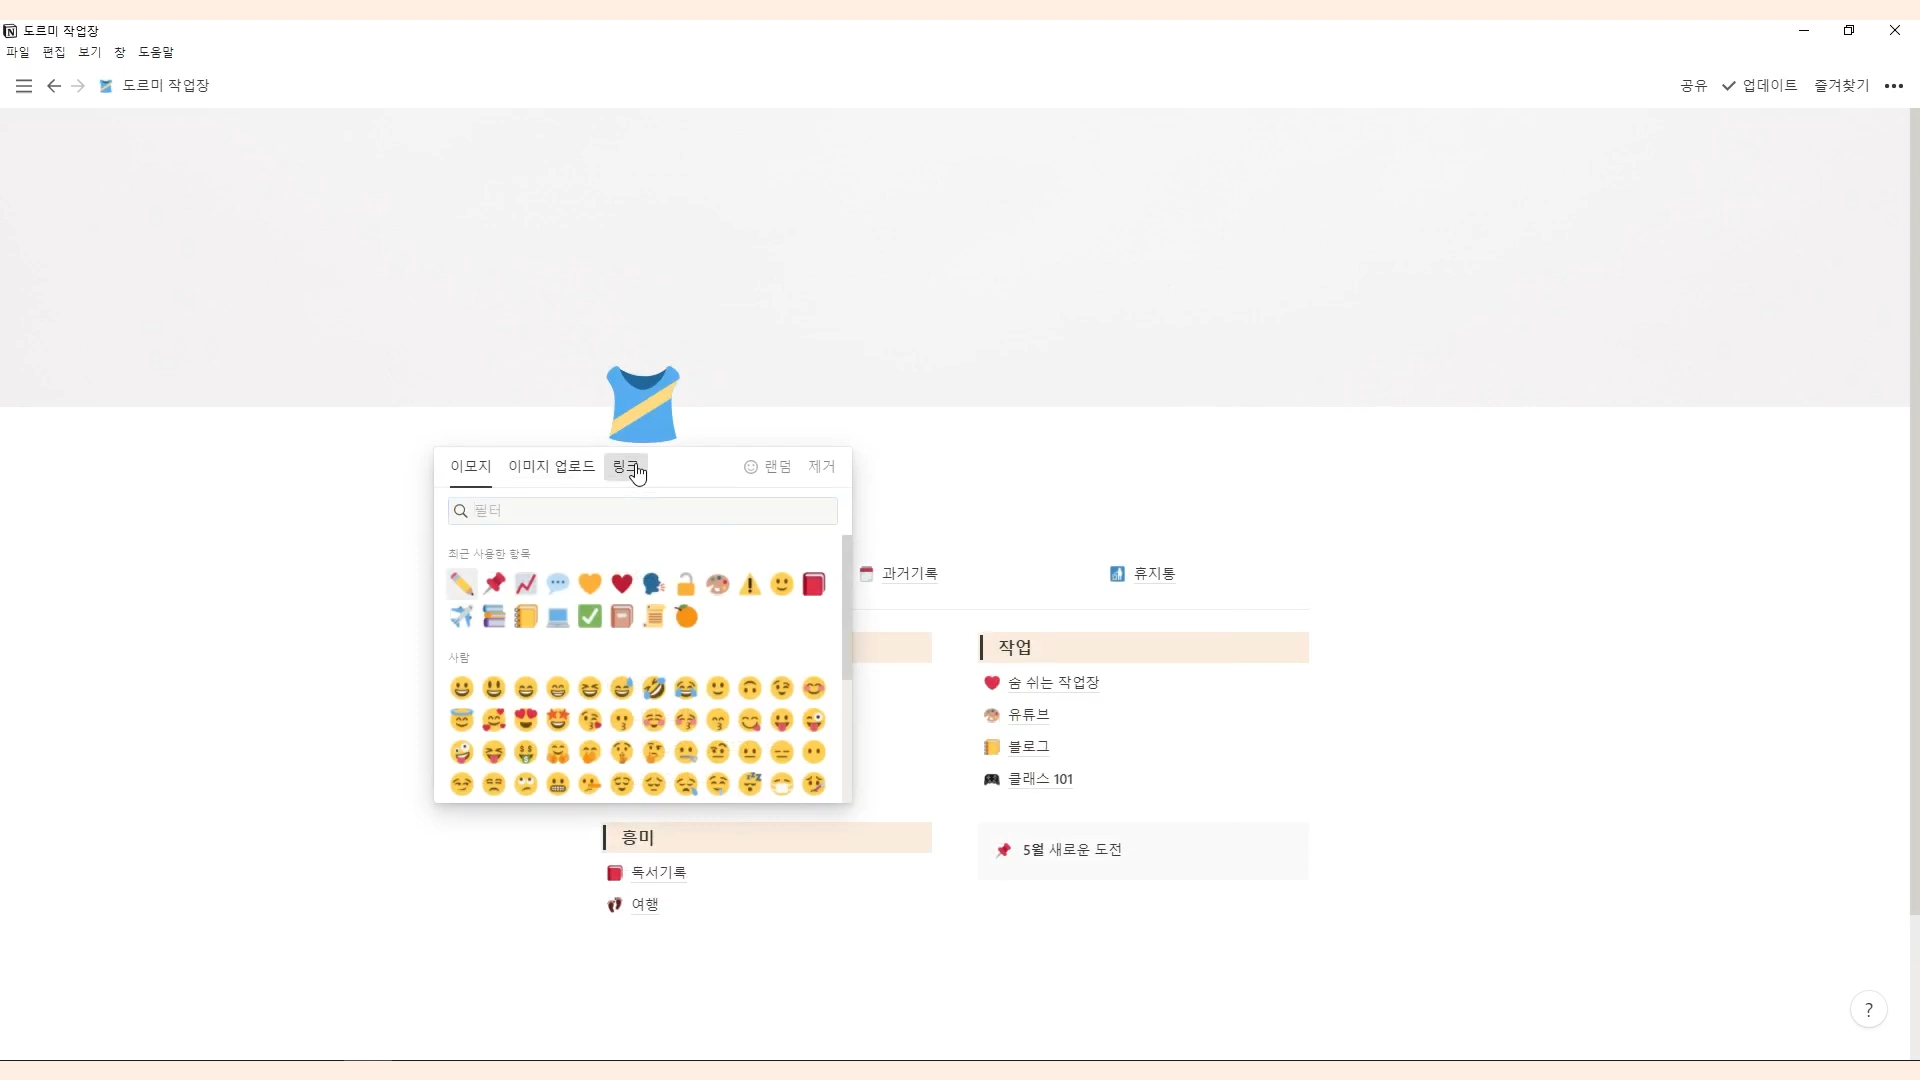 도르미 작업장
파일 편집 보기 창 도움말
도르미 작업장
공유 업데이트 즐겨찾기
이모지 이미지 업로드 링크 랜덤 제거
필터
최근 사용한 항목
사람
과거기록
휴지통
작업
숨 쉬는 작업장
유튜브
블로그
클래스 101
흥미
독서기록
여행
5월 새로운 도전
?